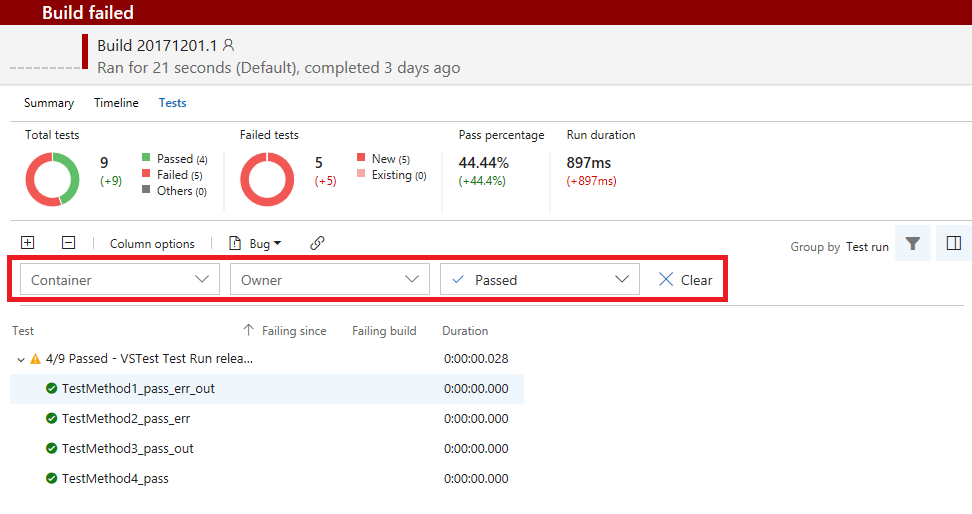 Build failed
Build 20171201.1
Ran for 21 seconds (Default), completed 3 days ago
Summary Timeline Tests
Total tests Failed tests Pass percentage Run duration
9 Passed (4) 5 New (5) 44.44% 897ms
(+9) Failed (5) (+5) Existing (0) (+44.4%) (+897ms)
Others (0)
Column options Bug Group by Test run
Container Owner Passed Clear
Test Failing since Failing build Duration
4/9 Passed - VSTest Test Run relea... 0:00:00.028
TestMethod1_pass_err_out 0:00:00.000
TestMethod2_pass_err 0:00:00.000
TestMethod3_pass_out 0:00:00.000
TestMethod4_pass 0:00:00.000